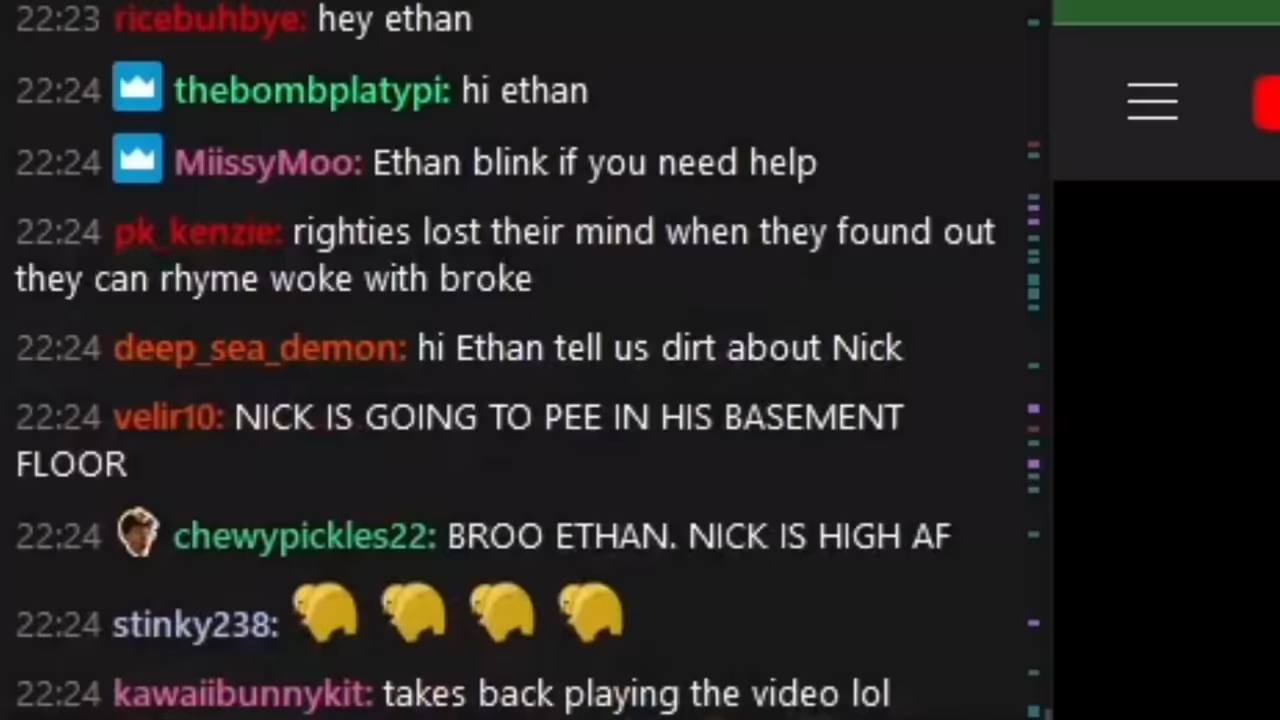 22:23 ricebuhbye: hey ethan
22:24 thebombplatypi: hi ethan
22:24 MiissyMoo: Ethan blink if you need help
22:24 pk_kenzie: righties lost their mind when they found out
they can rhyme woke with broke
22:24 deep_sea_demon: hi Ethan tell us dirt about Nick
22:24 velir10: NICK IS GOING TO PEE IN HIS BASEMENT
FLOOR
22:24 chewypickles22: BROO ETHAN. NICK IS HIGH AF
22:24 stinky238:
22:24 kawaiibunnykit: takes back playing the video lol